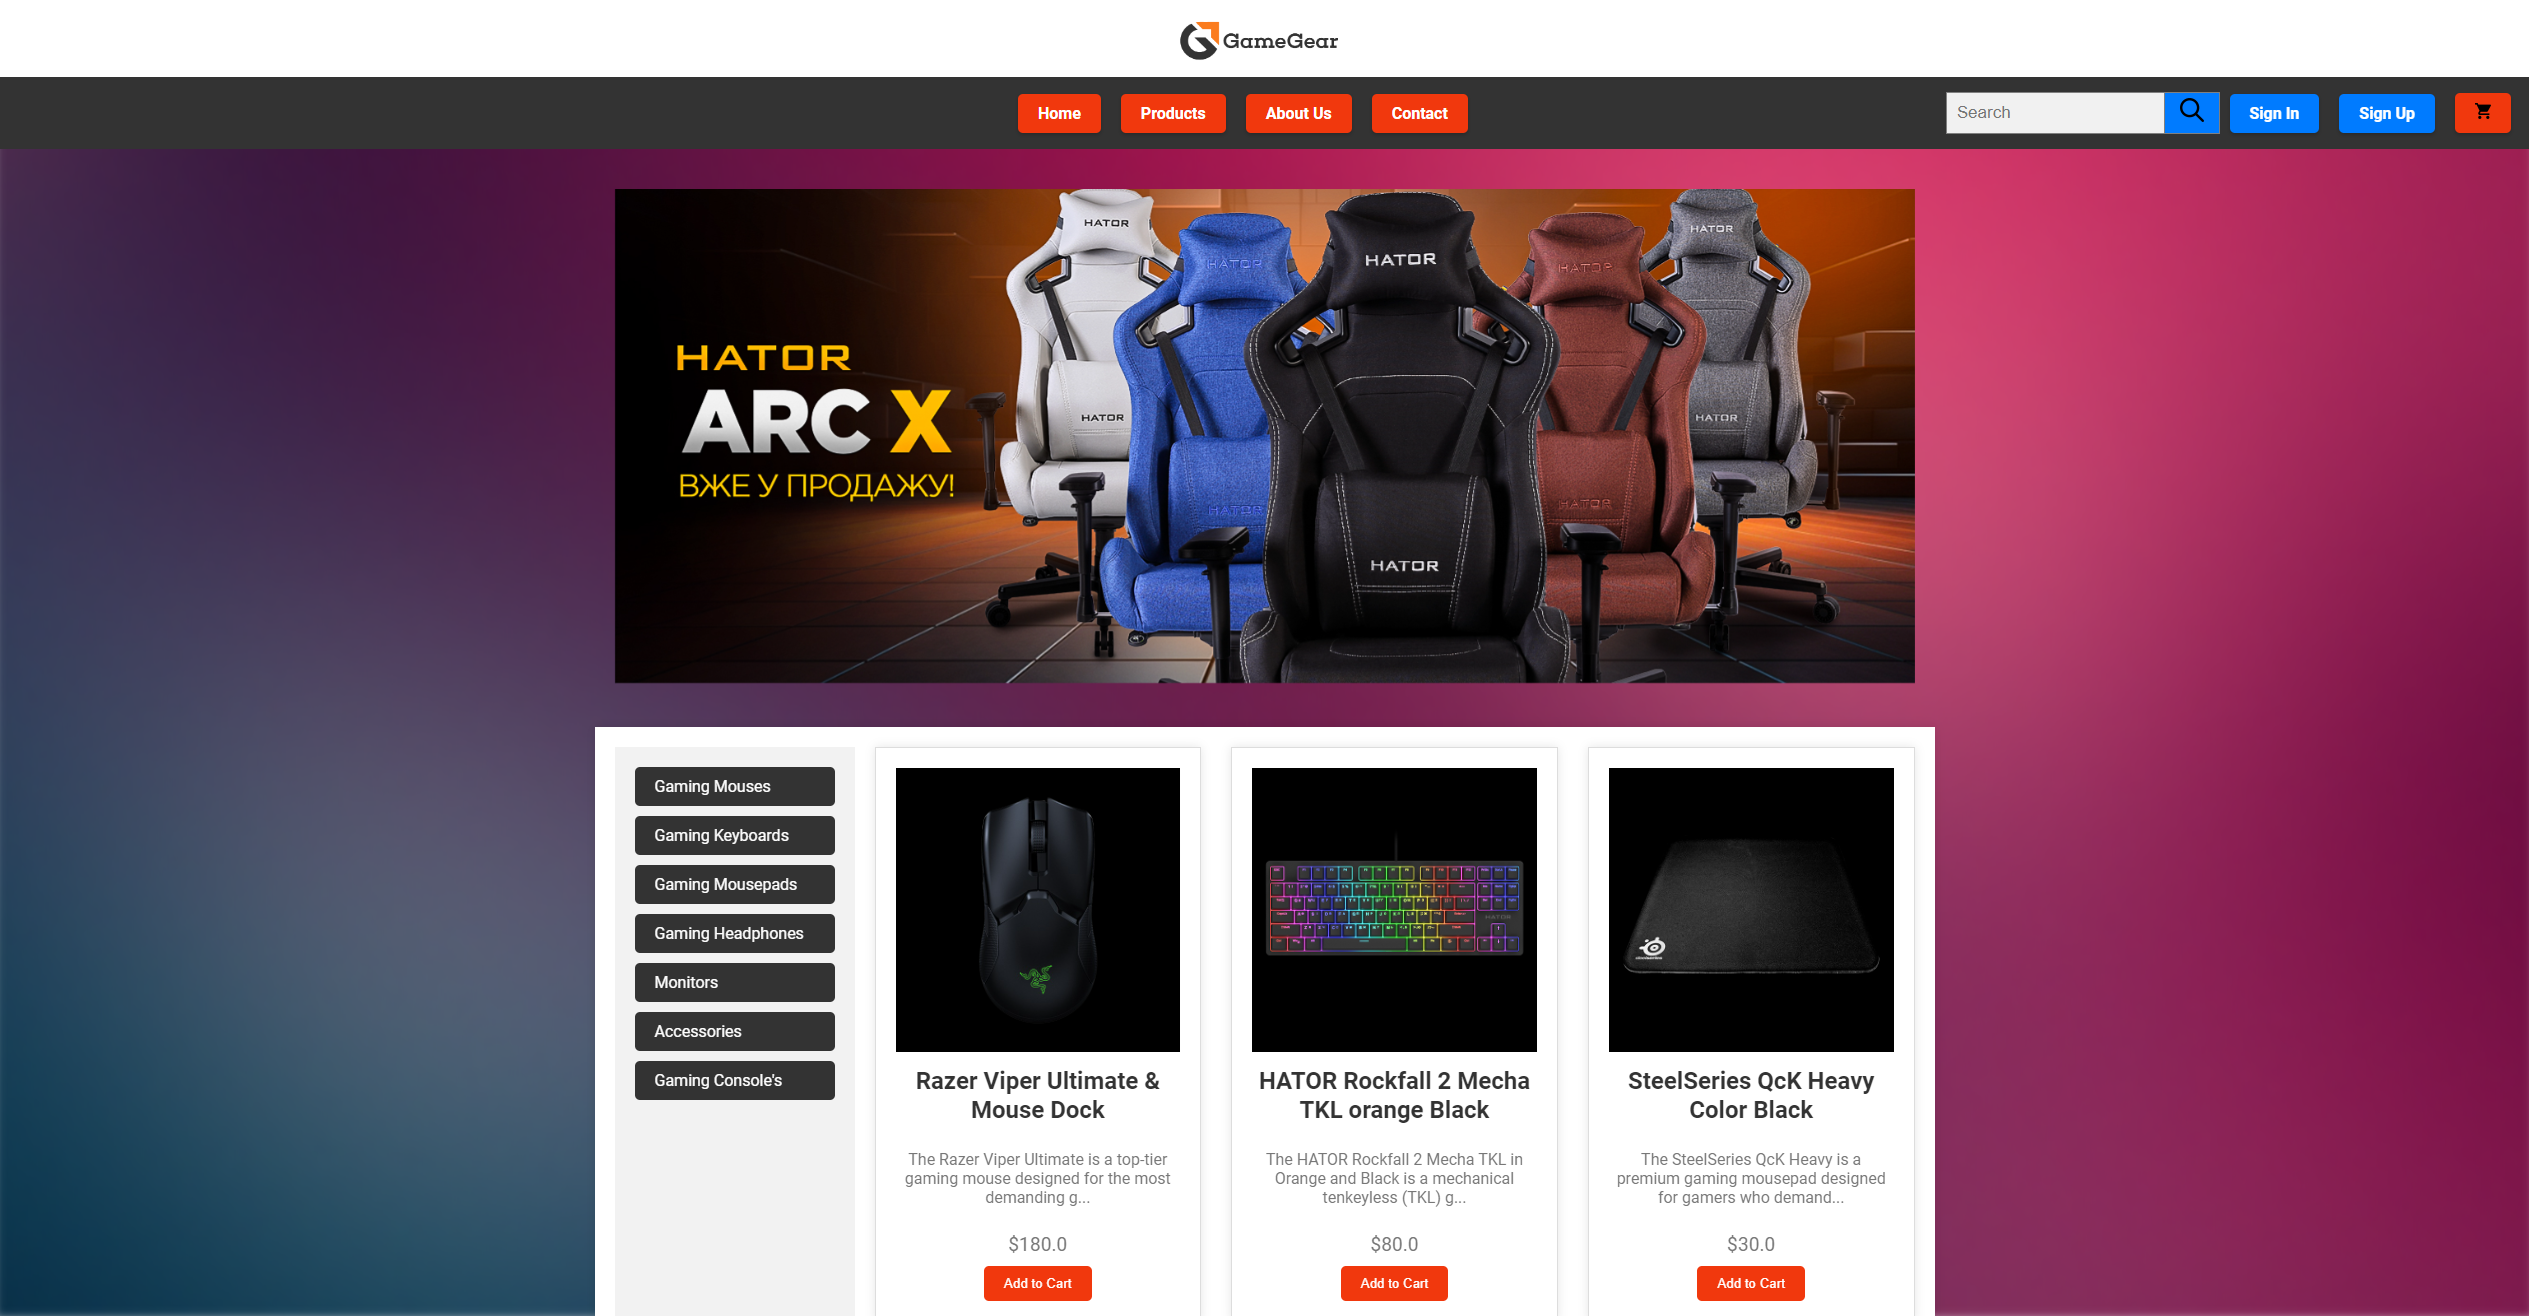 GameGear
Home
Products
About Us
Contact
Search
Sign In
Sign Up
HATOR
HATOR
HATOR
HATOR
HATOR
HATOR
ARC X
ВЖЕ У ПРОДАЖУ!
HATOR
HATOR
HATOR
HATOR
HATOR
Gaming Mouses
Gaming Keyboards
Gaming Mousepads
Gaming Headphones
Monitors
Accessories
Gaming Console's
HATOR
Razer Viper Ultimate &
Mouse Dock
The Razer Viper Ultimate is a top-tier
gaming mouse designed for the most
demanding g...
$180.0
Add to Cart
HATOR Rockfall 2 Mecha
TKL orange Black
The HATOR Rockfall 2 Mecha TKL in
Orange and Black is a mechanical
tenkeyless (TKL) g...
$80.0
Add to Cart
SteelSeries QcK Heavy
Color Black
The SteelSeries QcK Heavy is a
premium gaming mousepad designed
for gamers who demand...
$30.0
Add to Cart